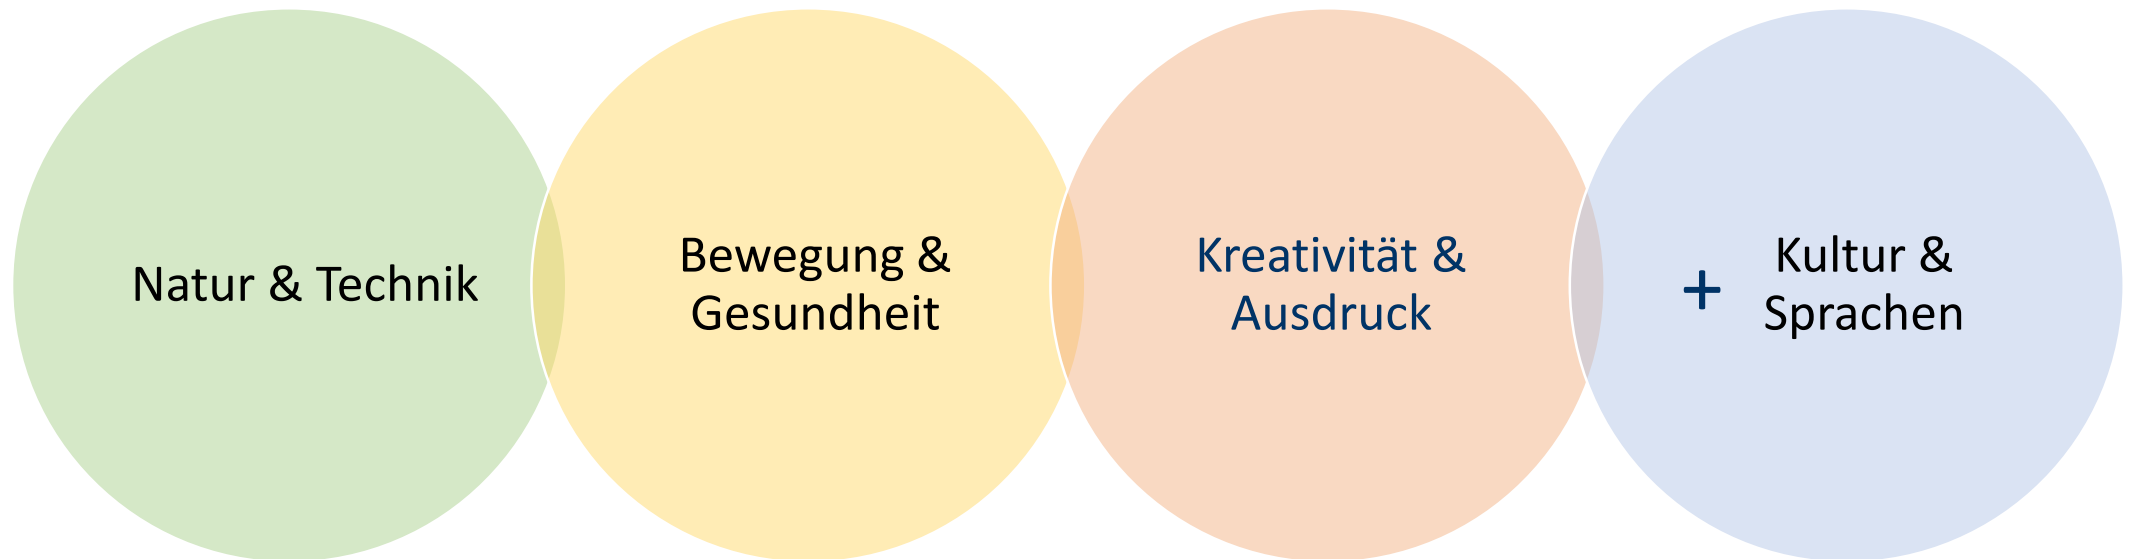 Natur & Technik
Bewegung &
Gesundheit
Kreativität &
Ausdruck
+
Kultur &
Sprachen